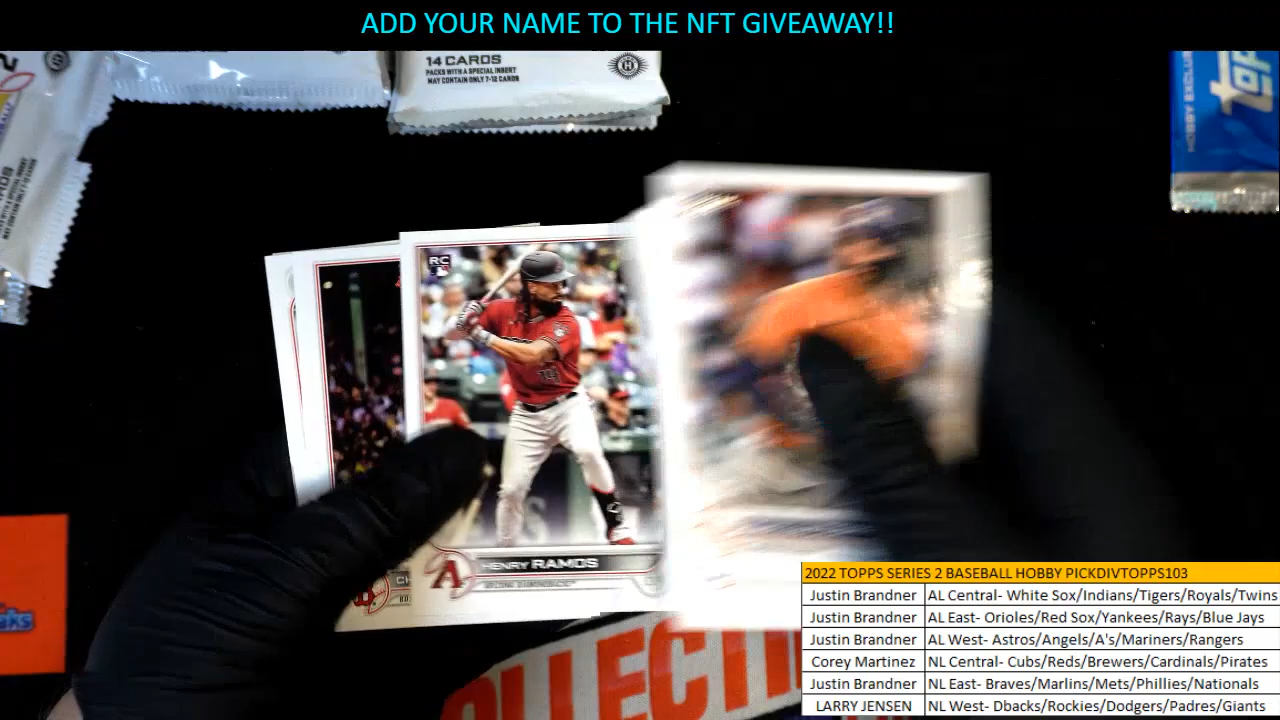 ADD YOUR NAME TO THE NFT GIVEAWAY!!
14 CARDS
PACKS WITH A SPECIAL INSERT
MAY CONTAIN ONLY 7-12 CARDS
RC
HENRY RAMOS
A
CH
2022 TOPPS SERIES 2 BASEBALL HOBBY PICKDIVTOPPS103
Justin Brandner AL Central- White Sox/Indians/Tigers/Royals/Twins
Justin Brandner AL East- Orioles/Red Sox/Yankees/Rays/Blue Jays
Justin Brandner AL West- Astros/Angels/A's/Mariners/Rangers
Corey Martinez NL Central- Cubs/Reds/Brewers/Cardinals/Pirates
Justin Brandner NL East- Braves/Marlins/Mets/Phillies/Nationals
LARRY JENSEN NL West- Dbacks/Rockies/Dodgers/Padres/Giants